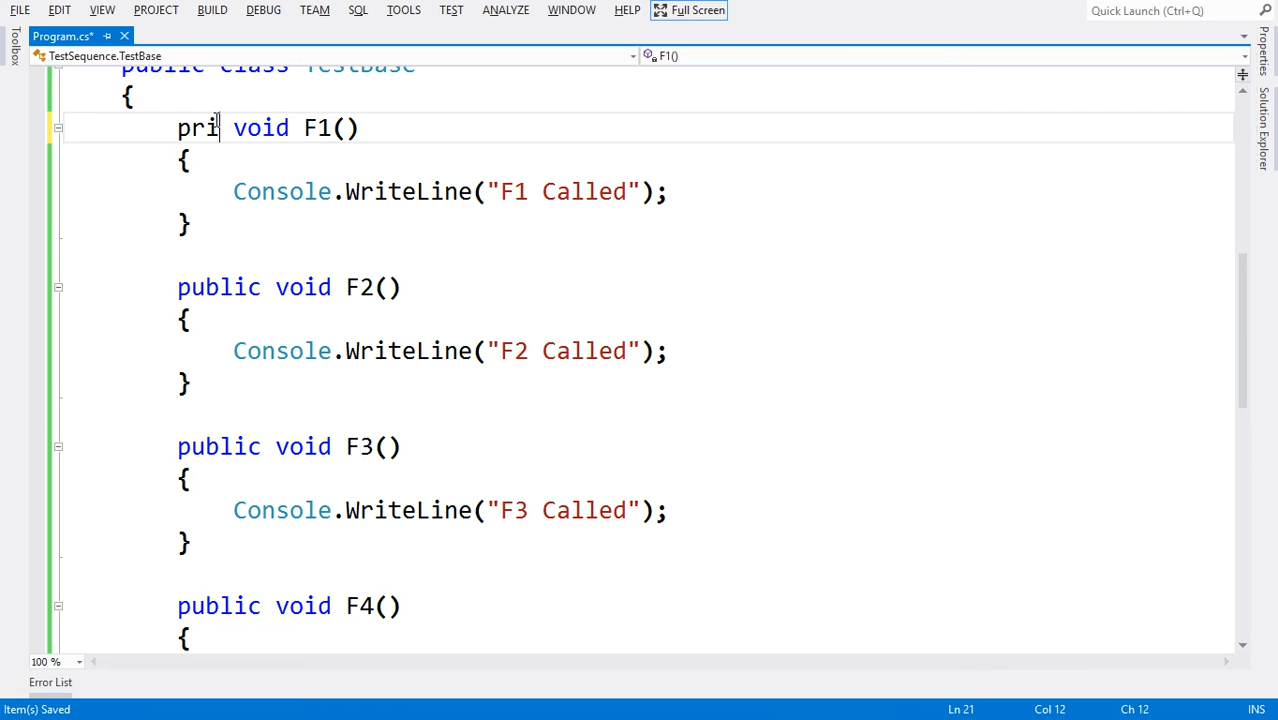 FILE EDIT VIEW PROJECT BUILD DEBUG TEAM SQL TOOLS TEST ANALYZE WINDOW HELP Full Screen Quick Launch (Ctrl+Q)
Program.cs*
TestSequence.TestBase F1()
Toolbox
Properties
Solution Explorer
public class TestBase
{
pri void F1()
{
Console.WriteLine("F1 Called");
}
public void F2()
{
Console.WriteLine("F2 Called");
}
public void F3()
{
Console.WriteLine("F3 Called");
}
public void F4()
{
100 %
Error List
Item(s) Saved Ln 21 Col 12 Ch 12 INS